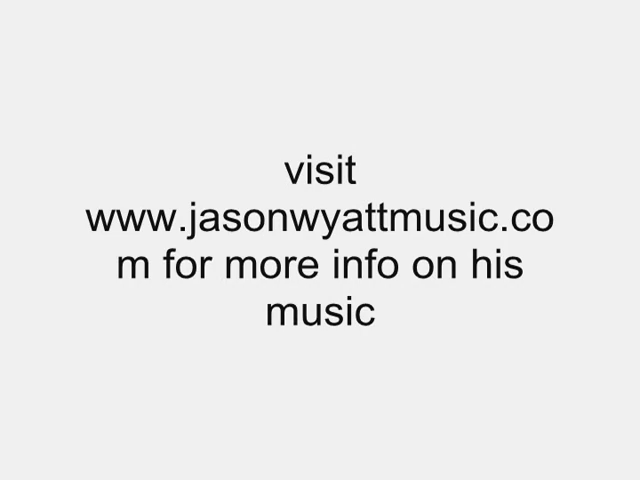 visit
www.jasonwyattmusic.co
m for more info on his
music